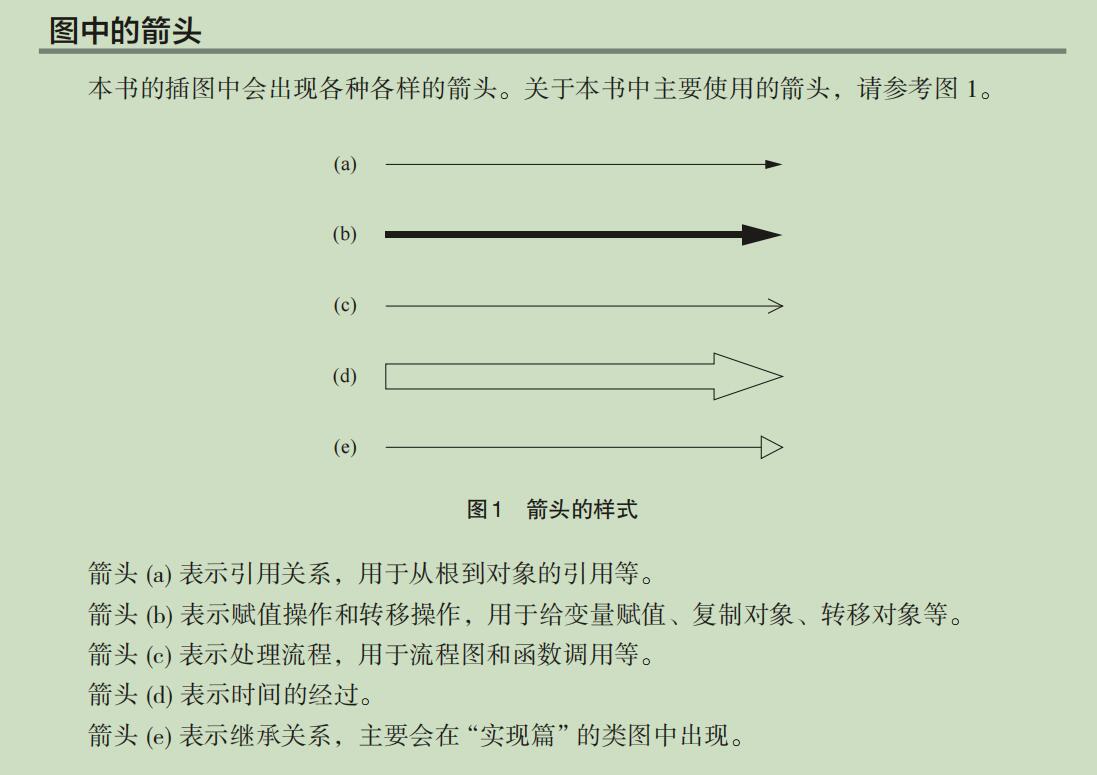 图中的箭头
本书的插图中会出现各种各样的箭头。关于本书中主要使用的箭头，请参考图 1。
(a)
(b)
(c)
(d)
(e)
图1 箭头的样式
箭头 (a) 表示引用关系，用于从根到对象的引用等。
箭头 (b) 表示赋值操作和转移操作，用于给变量赋值、复制对象、转移对象等。
箭头 (c) 表示处理流程，用于流程图和函数调用等。
箭头 (d) 表示时间的经过。
箭头 (e) 表示继承关系，主要会在“实现篇”的类图中出现。